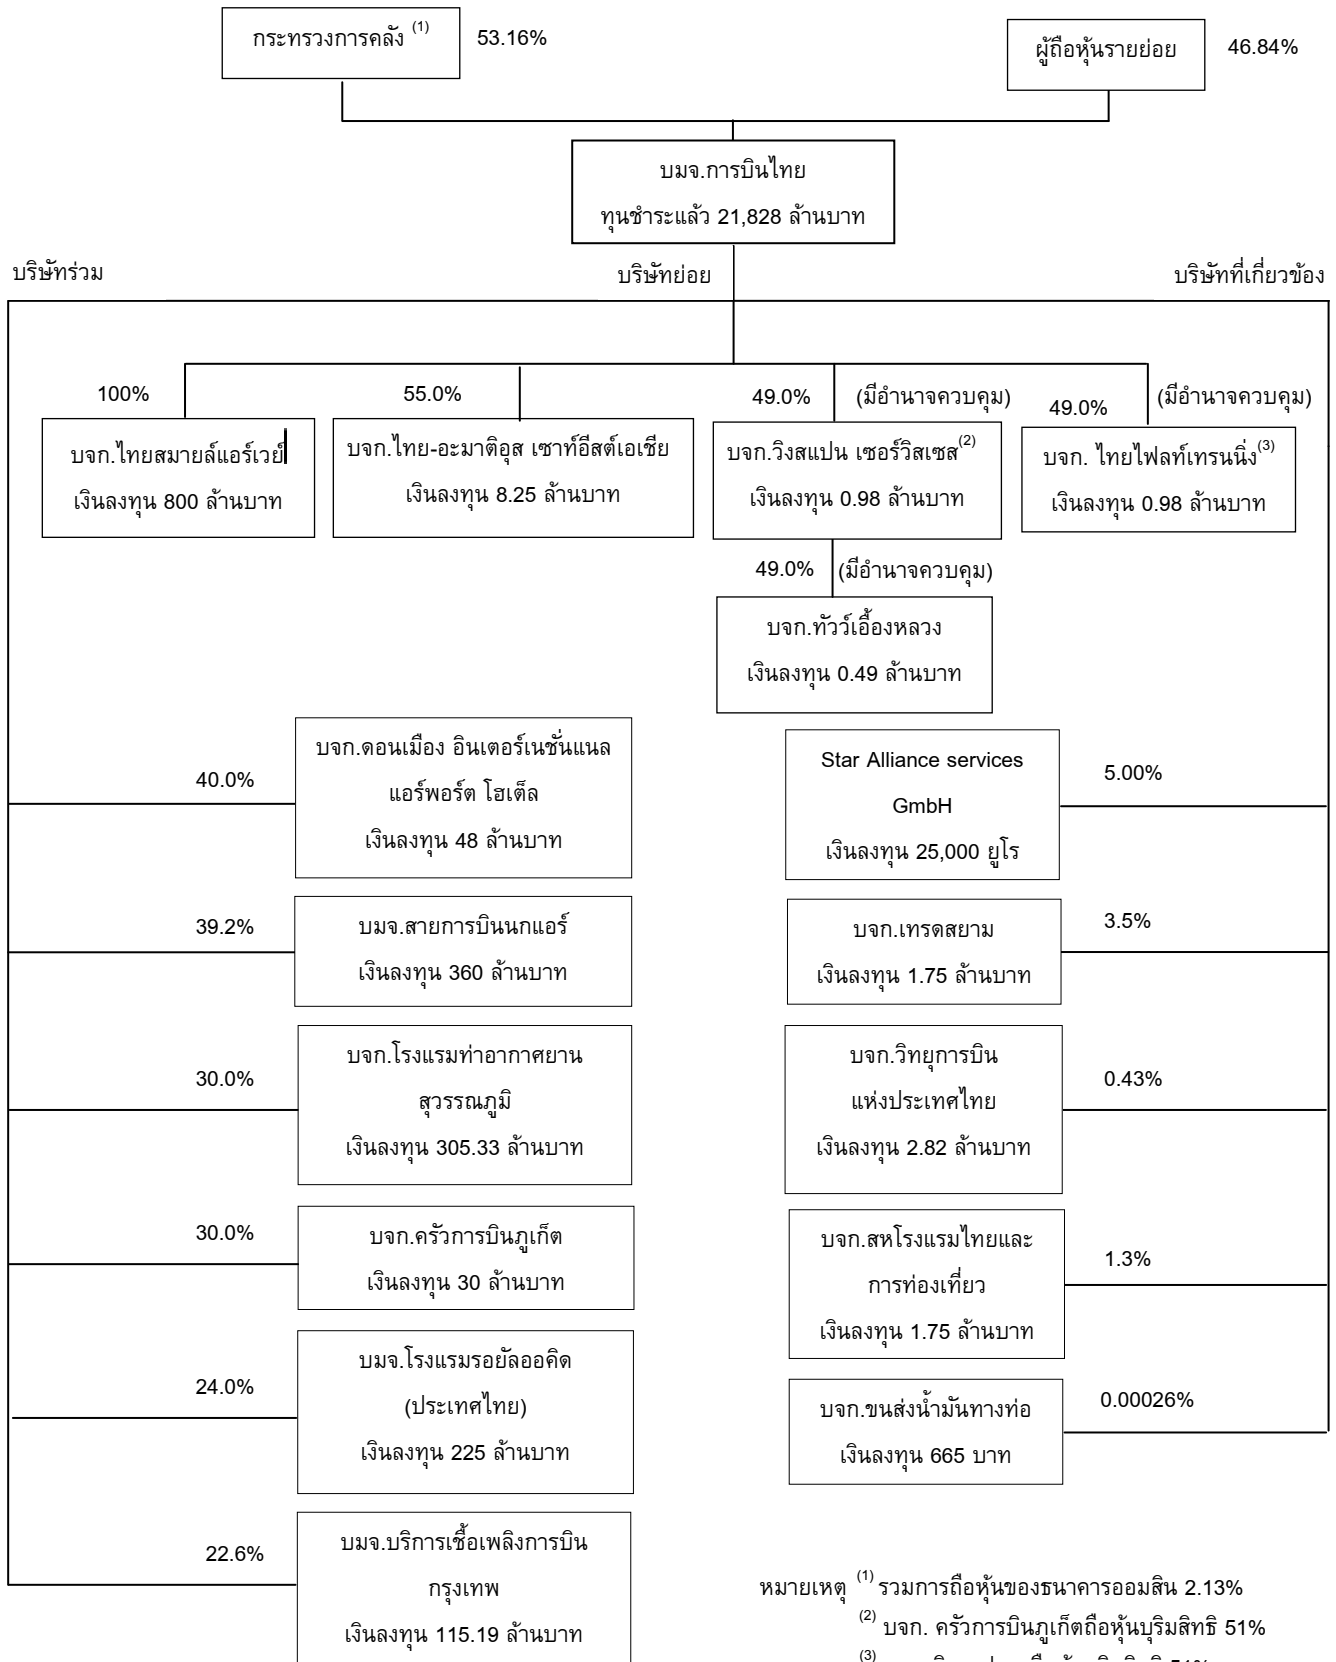 กระทรวงการคลัง (1) 53.16%
ผู้ถือหุ้นรายย่อย 46.84%
บมจ.การบินไทย
ทุนชำระแล้ว 21,828 ล้านบาท
บริษัทร่วม บริษัทย่อย บริษัทที่เกี่ยวข้อง
100%
บจก.ไทยสมายล์แอร์เวย์
เงินลงทุน 800 ล้านบาท
55.0%
บจก.ไทย-อะมาดิอุส เซาท์อีสต์เอเชีย
เงินลงทุน 8.25 ล้านบาท
49.0% (มีอำนาจควบคุม)
บจก.วิงสแปน เซอร์วิสเซส(2)
เงินลงทุน 0.98 ล้านบาท
49.0% (มีอำนาจควบคุม)
บจก. ไทยไฟลท์เทรนนิ่ง(3)
เงินลงทุน 0.98 ล้านบาท
49.0% (มีอำนาจควบคุม)
บจก.ทัวร์เอื้องหลวง
เงินลงทุน 0.49 ล้านบาท
40.0%
บจก.ดอนเมือง อินเตอร์เนชั่นแนล
แอร์พอร์ต โฮเต็ล
เงินลงทุน 48 ล้านบาท
39.2%
บมจ.สายการบินนกแอร์
เงินลงทุน 360 ล้านบาท
30.0%
บจก.โรงแรมท่าอากาศยาน
สุวรรณภูมิ
เงินลงทุน 305.33 ล้านบาท
30.0%
บจก.ครัวการบินภูเก็ต
เงินลงทุน 30 ล้านบาท
24.0%
บมจ.โรงแรมรอยัลออคิด
(ประเทศไทย)
เงินลงทุน 225 ล้านบาท
22.6%
บมจ.บริการเชื้อเพลิงการบิน
กรุงเทพ
เงินลงทุน 115.19 ล้านบาท
Star Alliance services
GmbH
เงินลงทุน 25,000 ยูโร
5.00%
บจก.เทรดสยาม
เงินลงทุน 1.75 ล้านบาท
3.5%
บจก.วิทยุการบิน
แห่งประเทศไทย
เงินลงทุน 2.82 ล้านบาท
0.43%
บจก.สหโรงแรมไทยและ
การท่องเที่ยว
เงินลงทุน 1.75 ล้านบาท
1.3%
บจก.ขนส่งน้ำมันทางท่อ
เงินลงทุน 665 บาท
0.00026%
หมายเหตุ (1) รวมการถือหุ้นของธนาคารออมสิน 2.13%
(2) บจก. ครัวการบินภูเก็ตถือหุ้นบุริมสิทธิ 51%
(3)